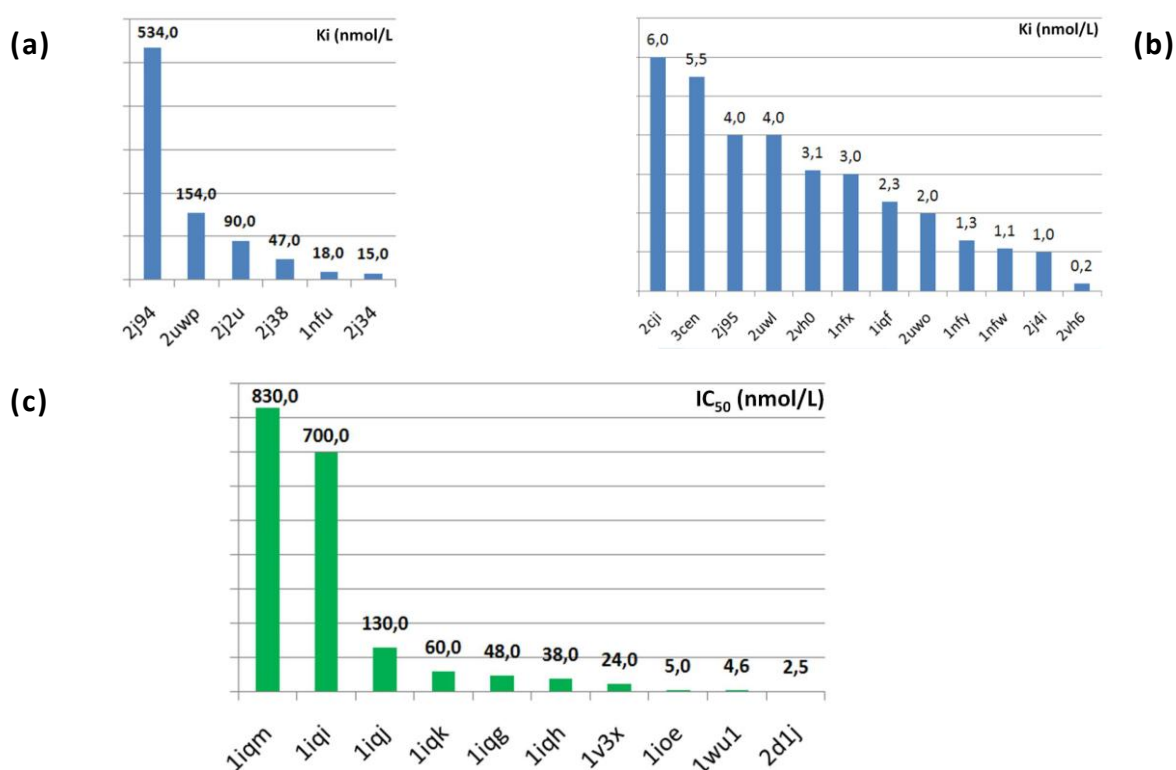 (a)
Ki (nmol/L
534,0
154,0
90,0
47,0
18,0
15,0
2j94
2uwp
2j2u
2j38
1nfu
2j34
(b)
Ki (nmol/L)
6,0
5,5
4,0
4,0
3,1
3,0
2,3
2,0
1,3
1,1
1,0
0,2
2cji
3cen
2j95
2uwl
2vh0
1nfx
1iqf
2uwo
1nfy
1nfw
2j4i
2vh6
(c)
IC50 (nmol/L)
830,0
700,0
130,0
60,0
48,0
38,0
24,0
5,0
4,6
2,5
1iqm
1iqi
1iqj
1iqk
1iqg
1iqh
1v3x
1ioe
1wu1
2d1j